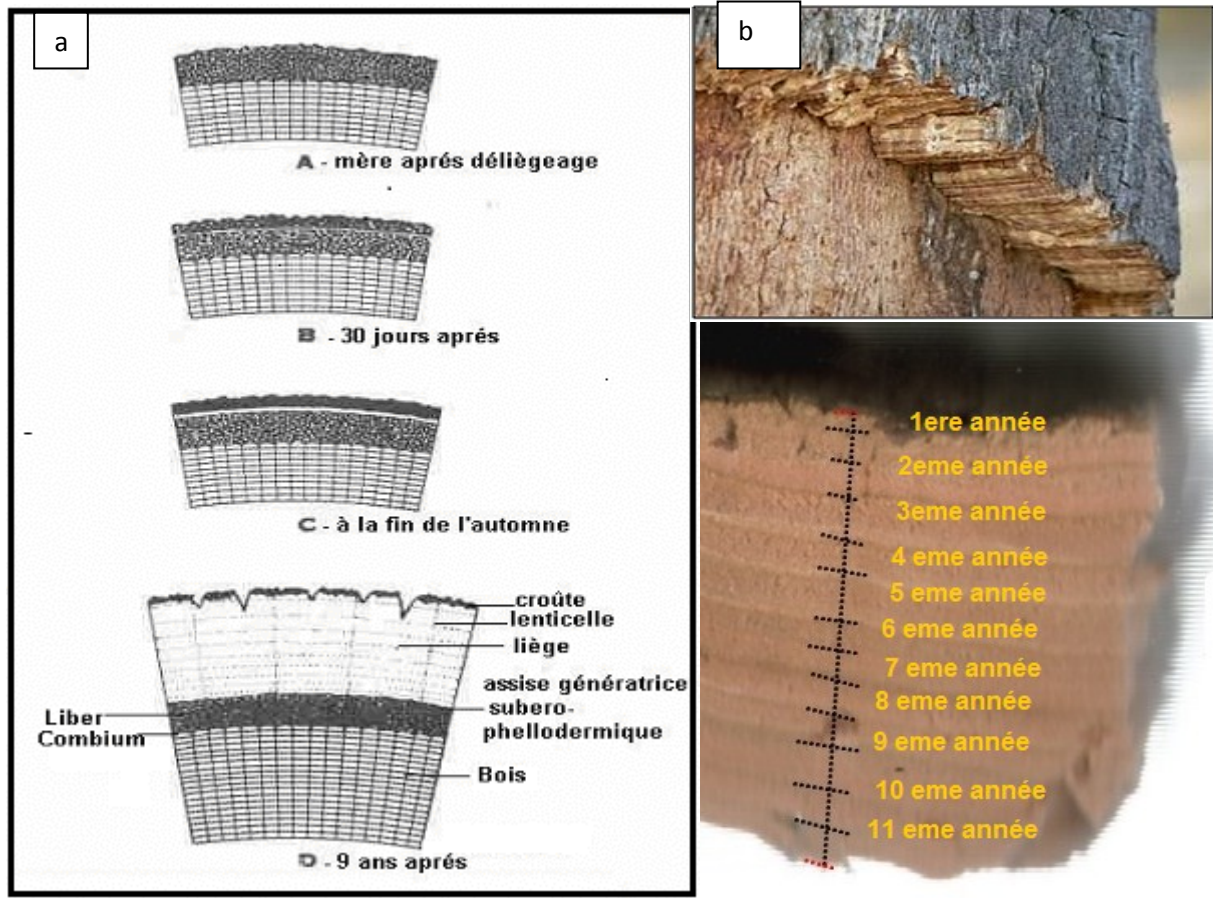 a
A - mère aprés déliègeage
B - 30 jours aprés
C - à la fin de l'automne
croûte
lenticelle
liège
assise génératrice
subero-
phellodermique
Liber
Combium
Bois
D - 9 ans aprés
b
1ere année
2eme année
3eme année
4 eme année
5 eme année
6 eme année
7 eme année
8 eme année
9 eme année
10 eme année
11 eme année